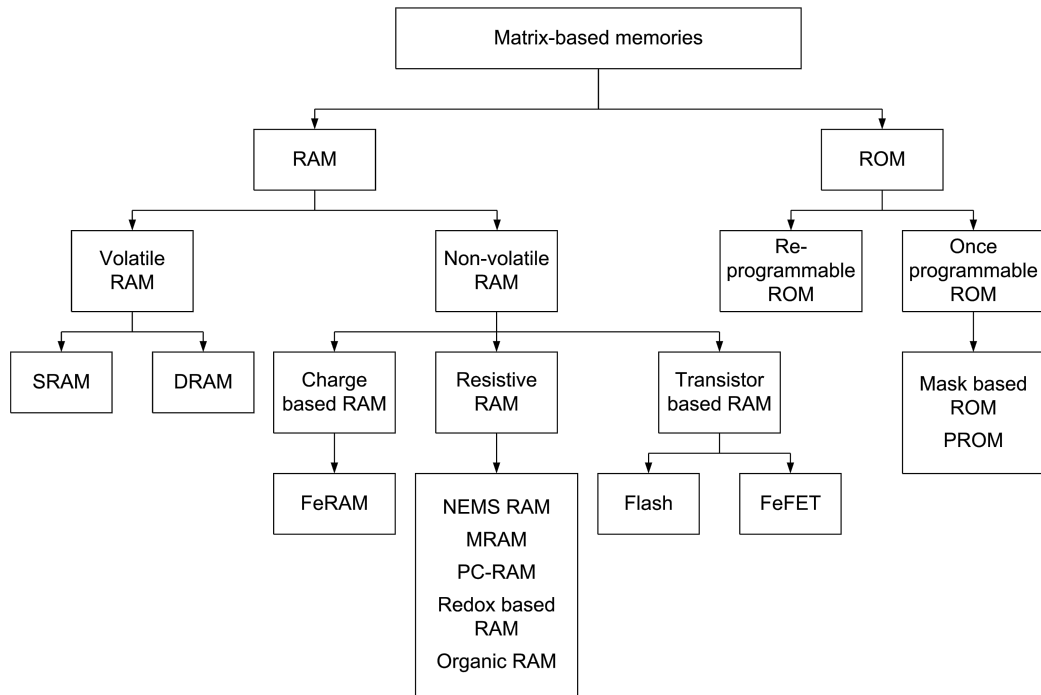 Matrix-based memories
RAM
ROM
Volatile
RAM
Non-volatile
RAM
Re-
programmable
ROM
Once
programmable
ROM
SRAM
DRAM
Charge
based RAM
Resistive
RAM
Transistor
based RAM
Mask based
ROM
PROM
FeRAM
NEMS RAM
MRAM
PC-RAM
Redox based
RAM
Organic RAM
Flash
FeFET